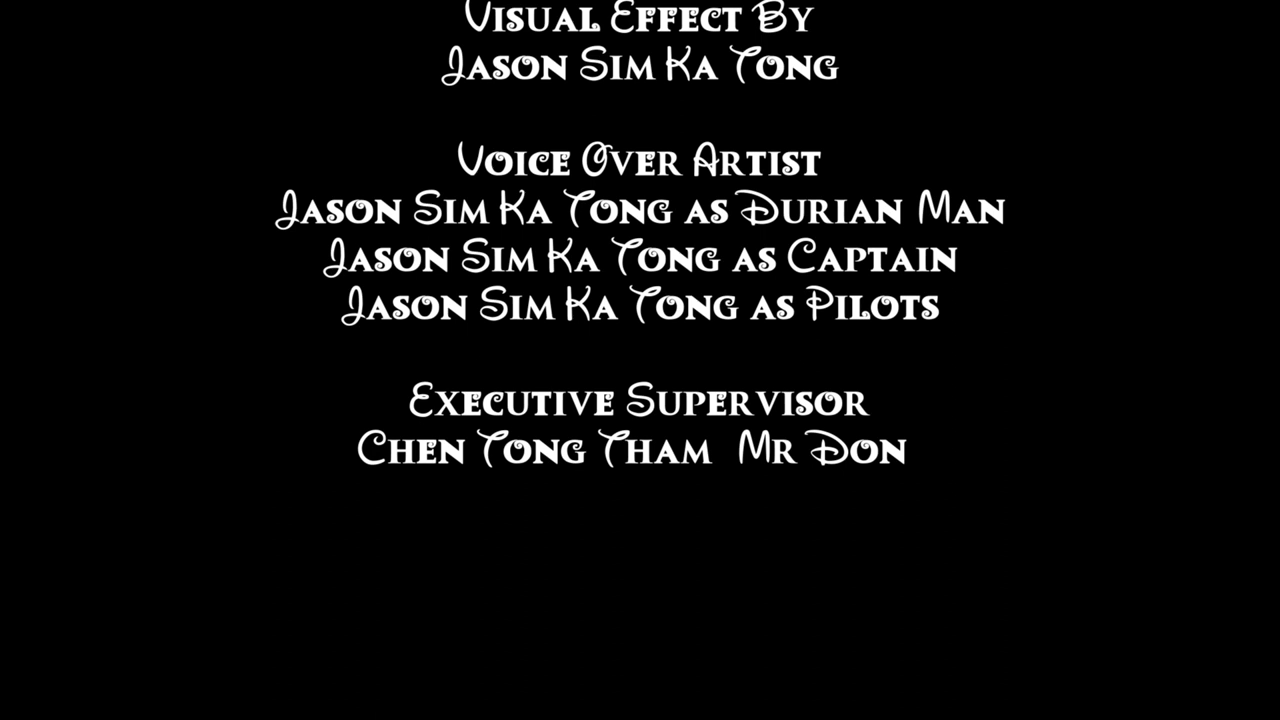 Visual Effect By
Jason Sim Ka Tong
Voice Over Artist
Jason Sim Ka Tong as Durian Man
Jason Sim Ka Tong as Captain
Jason Sim Ka Tong as Pilots
Executive Supervisor
Chen Tong Tham Mr Don